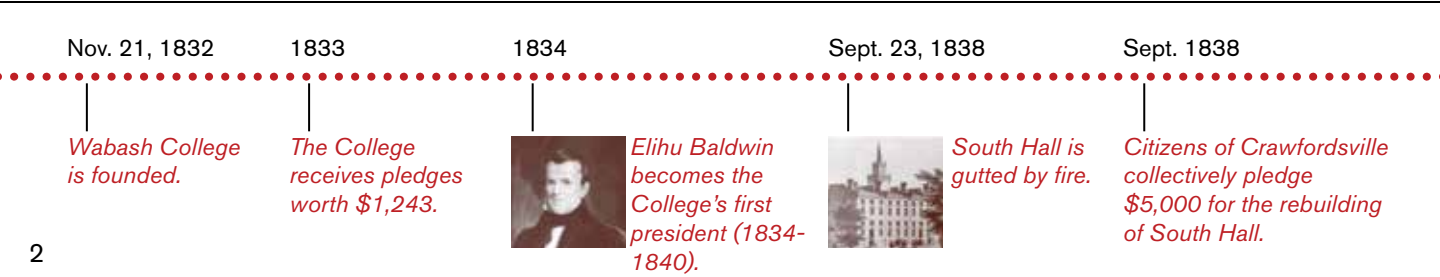 Nov. 21, 1832
Wabash College
is founded.
1833
The College
receives pledges
worth $1,243.
1834
Elihu Baldwin
becomes the
College's first
president (1834-
1840).
Sept. 23, 1838
South Hall is
gutted by fire.
Sept. 1838
Citizens of Crawfordsville
collectively pledge
$5,000 for the rebuilding
of South Hall.
2